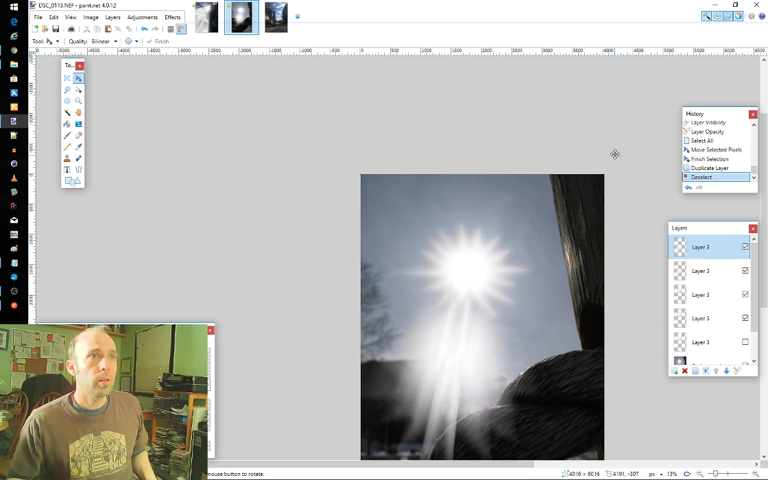 DSC_0113.NEF - paint.net 4.0.12
File Edit View Image Layers Adjustments Effects
Tool: Quality: Bilinear Finish
To...
History
Layer Visibility
Layer Opacity
Select All
Move Selected Pixels
Finish Selection
Duplicate Layer
Deselect
Layers
Layer 3
Layer 3
Layer 3
Layer 3
Layer 3
mouse button to rotate.
4016 x 6016 4191, -307 px 13%